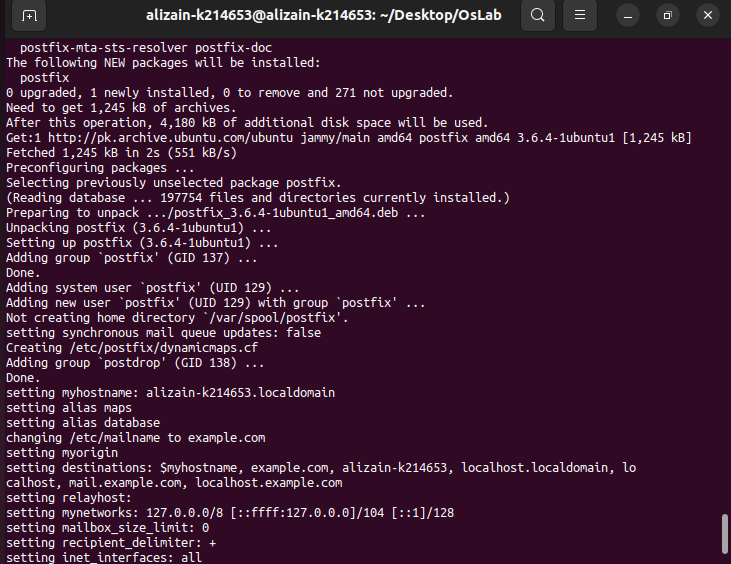 alizain-k214653@alizain-k214653: ~/Desktop/OsLab
  postfix-mta-sts-resolver postfix-doc
The following NEW packages will be installed:
  postfix
0 upgraded, 1 newly installed, 0 to remove and 271 not upgraded.
Need to get 1,245 kB of archives.
After this operation, 4,180 kB of additional disk space will be used.
Get:1 http://pk.archive.ubuntu.com/ubuntu jammy/main amd64 postfix amd64 3.6.4-1ubuntu1 [1,245 kB]
Fetched 1,245 kB in 2s (551 kB/s)
Preconfiguring packages ...
Selecting previously unselected package postfix.
(Reading database ... 197754 files and directories currently installed.)
Preparing to unpack .../postfix_3.6.4-1ubuntu1_amd64.deb ...
Unpacking postfix (3.6.4-1ubuntu1) ...
Setting up postfix (3.6.4-1ubuntu1) ...
Adding group `postfix' (GID 137) ...
Done.
Adding system user `postfix' (UID 129) ...
Adding new user `postfix' (UID 129) with group `postfix' ...
Not creating home directory `/var/spool/postfix'.
setting synchronous mail queue updates: false
Creating /etc/postfix/dynamicmaps.cf
Adding group `postdrop' (GID 138) ...
Done.
setting myhostname: alizain-k214653.localdomain
setting alias maps
setting alias database
changing /etc/mailname to example.com
setting myorigin
setting destinations: $myhostname, example.com, alizain-k214653, localhost.localdomain, lo
calhost, mail.example.com, localhost.example.com
setting relayhost:
setting mynetworks: 127.0.0.0/8 [::ffff:127.0.0.0]/104 [::1]/128
setting mailbox_size_limit: 0
setting recipient_delimiter: +
setting inet_interfaces: all